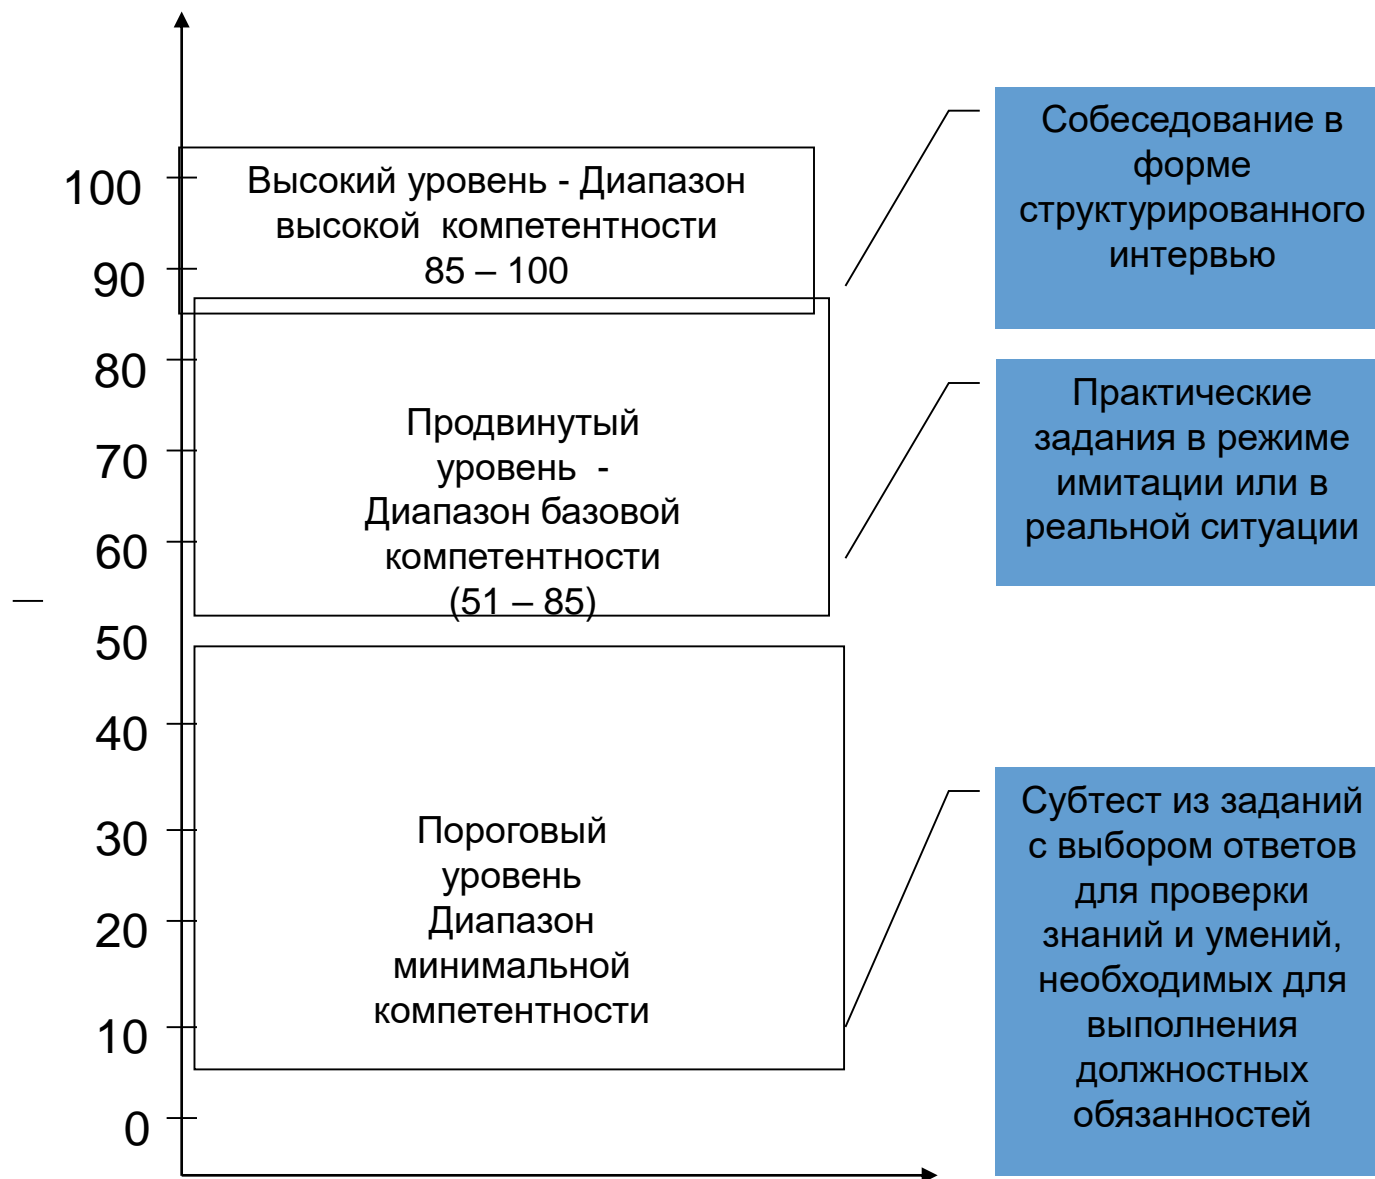 100
90
80
70
60
50
40
30
20
10
0
Высокий уровень - Диапазон
высокой компетентности
85 – 100
Продвинутый
уровень -
Диапазон базовой
компетентности
(51 – 85)
Пороговый
уровень
Диапазон
минимальной
компетентности
Собеседование в
форме
структурированного
интервью
Практические
задания в режиме
имитации или в
реальной ситуации
Субтест из заданий
с выбором ответов
для проверки
знаний и умений,
необходимых для
выполнения
должностных
обязанностей